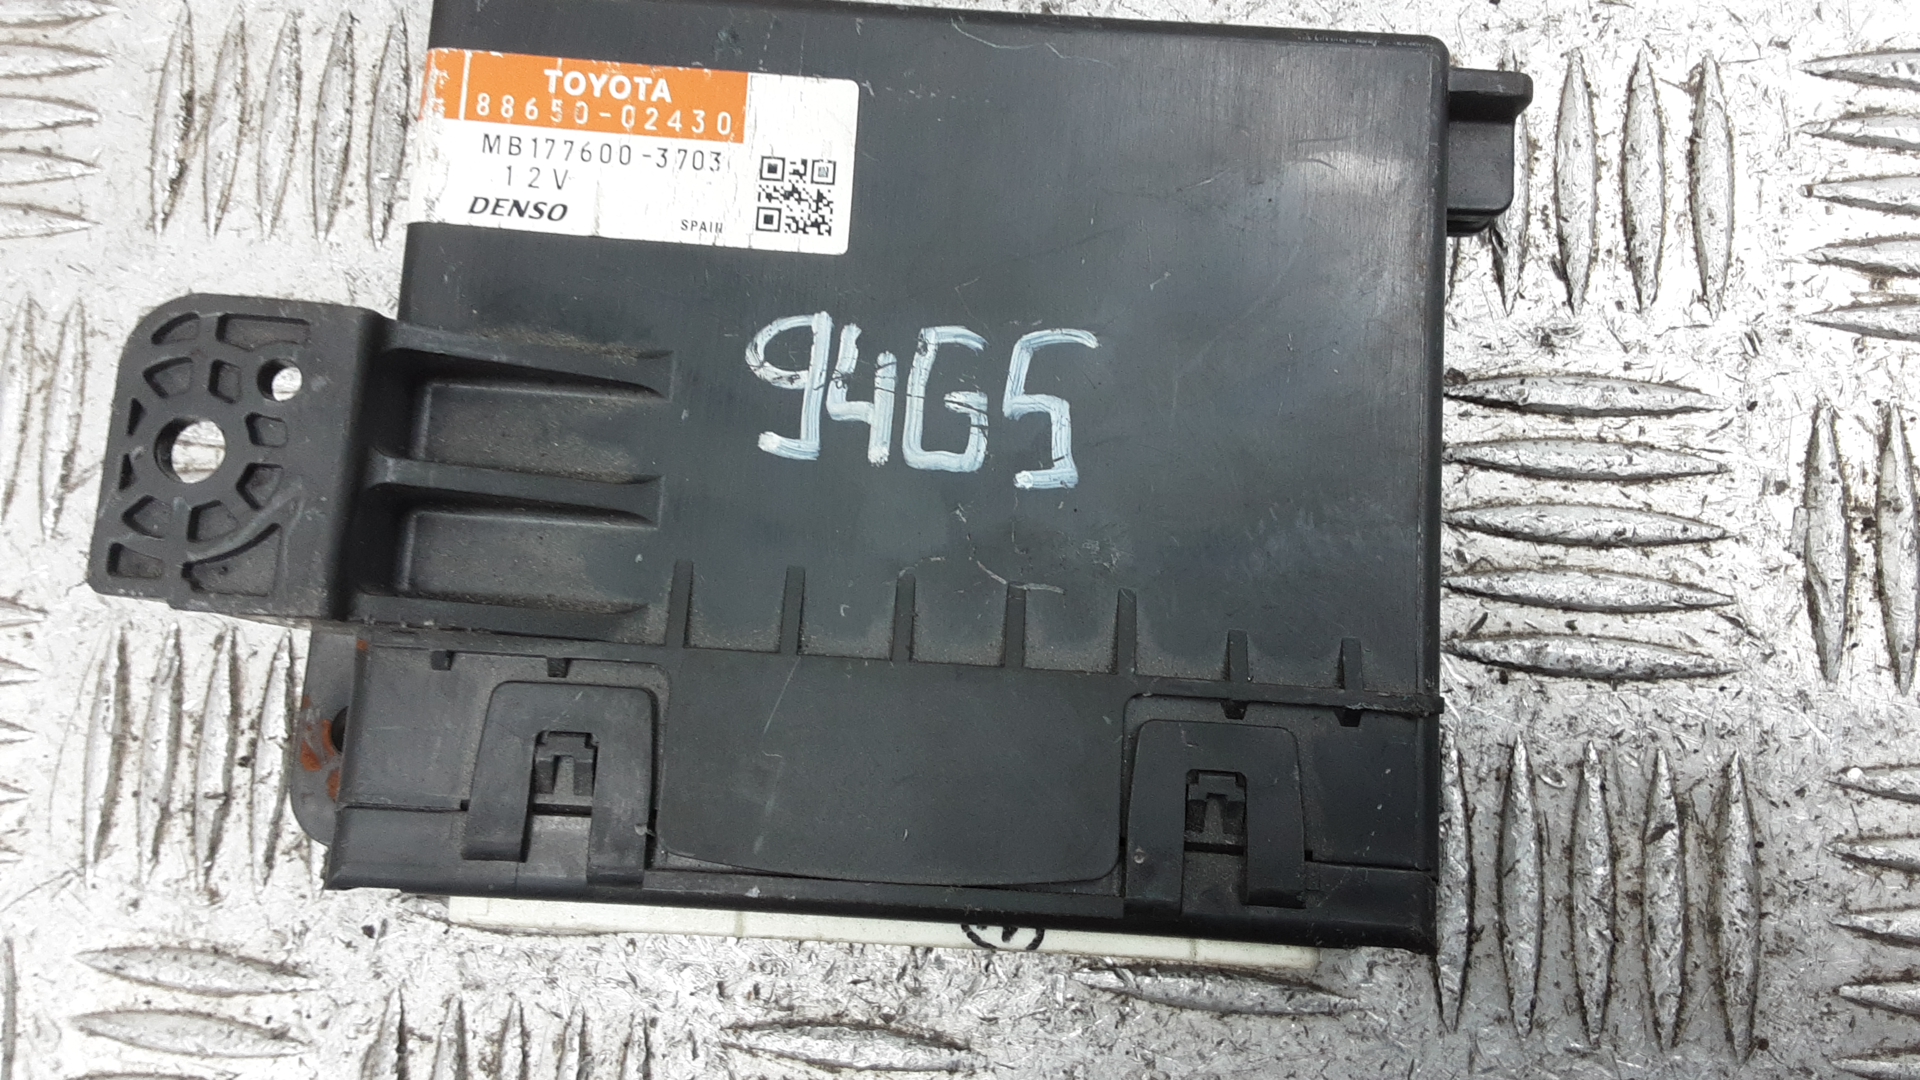 TOYOTA
88650-02430
MB177600-3703
12V
DENSO
SPAIN
94G5